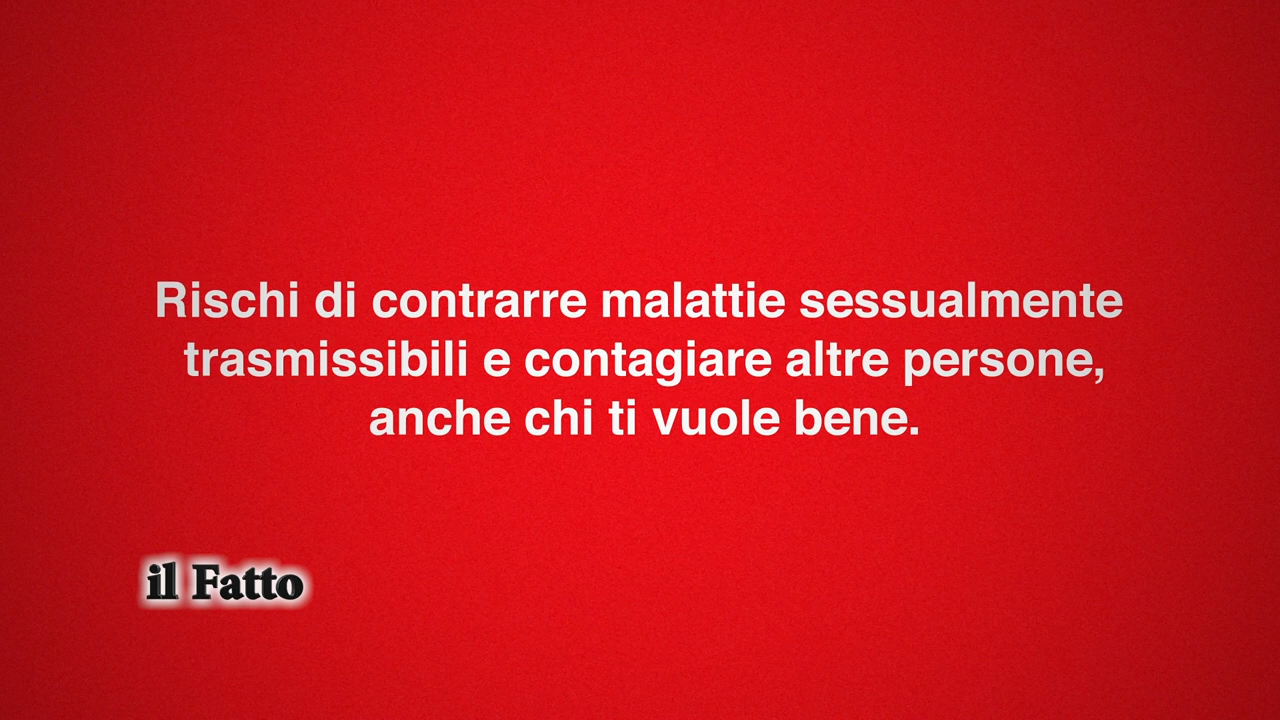 Rischi di contrarre malattie sessualmente
trasmissibili e contagiare altre persone,
anche chi ti vuole bene.
il Fatto